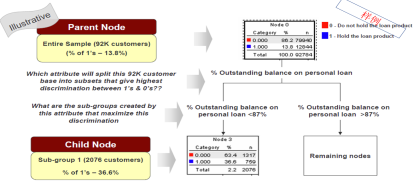 Illustrative
样例
Parent Node
Entire Sample (92K customers)
(% of 1's – 13.8%)
Node 0
Category % n
0.000 86.2 79940
1.000 13.8 12844
Total 100.0 92784
0 - Do not hold the loan product
1 - Hold the loan product
Which attribute will split this 92K customer
base into subsets that give highest
discrimination between 1's & 0's??
% Outstanding balance on personal loan
What are the sub-groups created by
this attribute that maximize this
discrimination
% Outstanding balance on
personal loan <87%
% Outstanding balance on
personal loan >87%
Child Node
Sub-group 1 (2076 customers)
% of 1's – 36.6%
Node 3
Category % n
0.000 63.4 1317
1.000 36.6 759
Total 2.2 2076
Remaining nodes